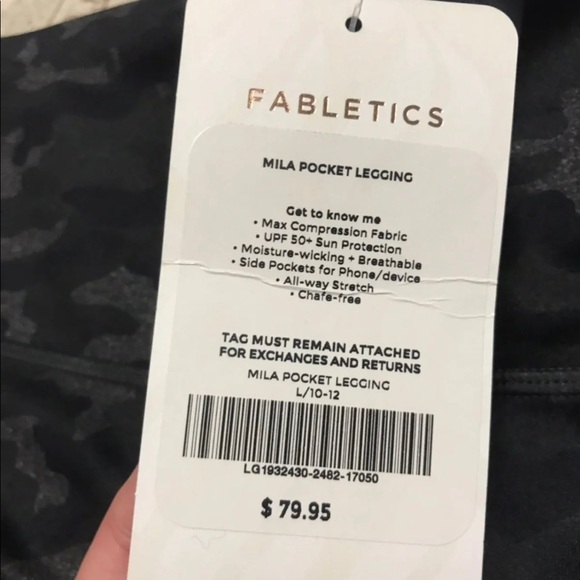 FABLETICS
MILA POCKET LEGGING
Get to know me
• Max Compression Fabric
• UPF 50+ Sun Protection
• Moisture-wicking + Breathable
• Side Pockets for Phone/device
• All-way Stretch
• Chafe-free
TAG MUST REMAIN ATTACHED
FOR EXCHANGES AND RETURNS
MILA POCKET LEGGING
L/10-12
LG1932430-2482-17050
$ 79.95